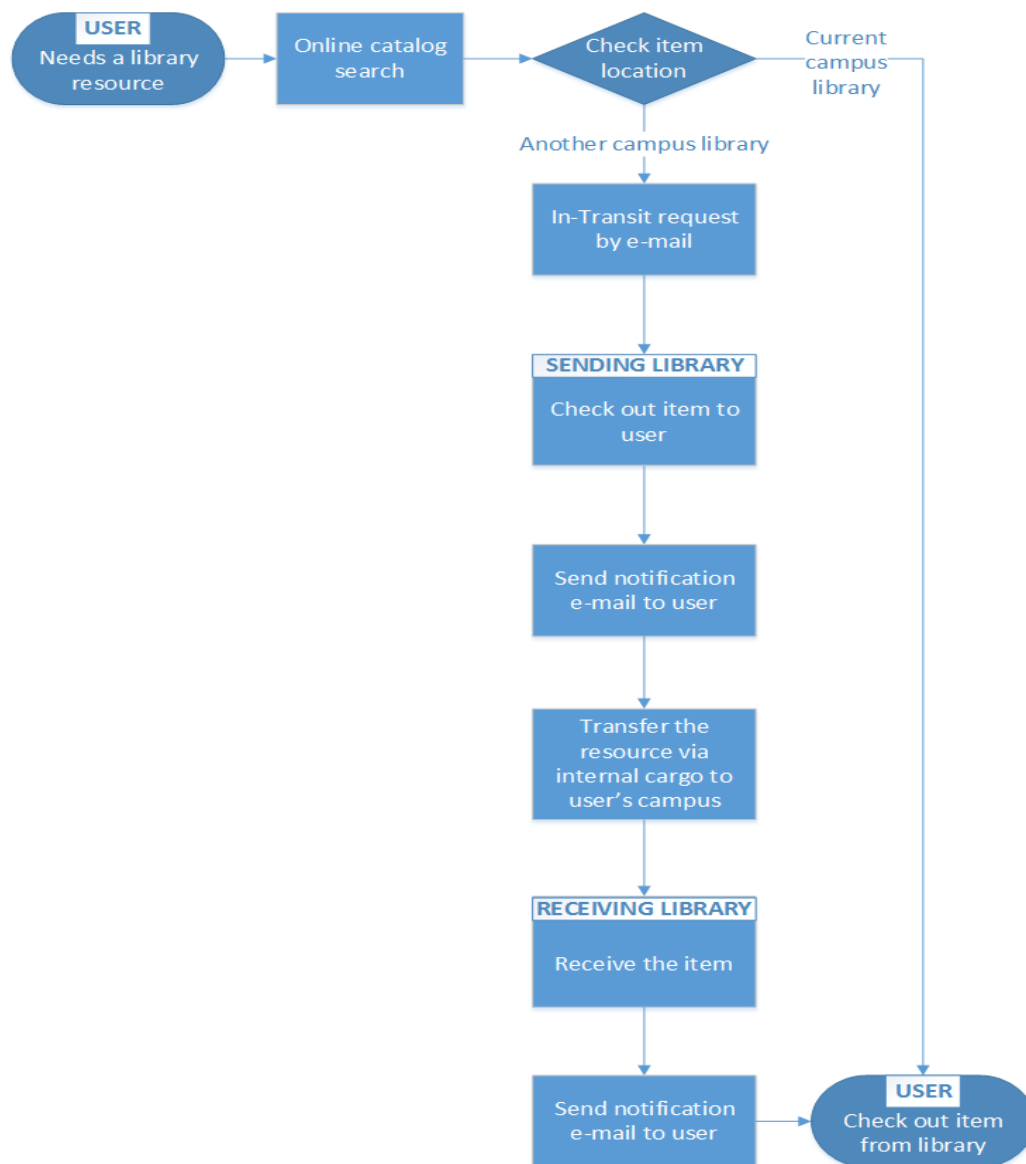 USER
Needs a library
resource
Online catalog
search
Check item
location
Current
campus
library
Another campus library
In-Transit request
by e-mail
SENDING LIBRARY
Check out item to
user
Send notification
e-mail to user
Transfer the
resource via
internal cargo to
user’s campus
RECEIVING LIBRARY
Receive the item
Send notification
e-mail to user
USER
Check out item
from library